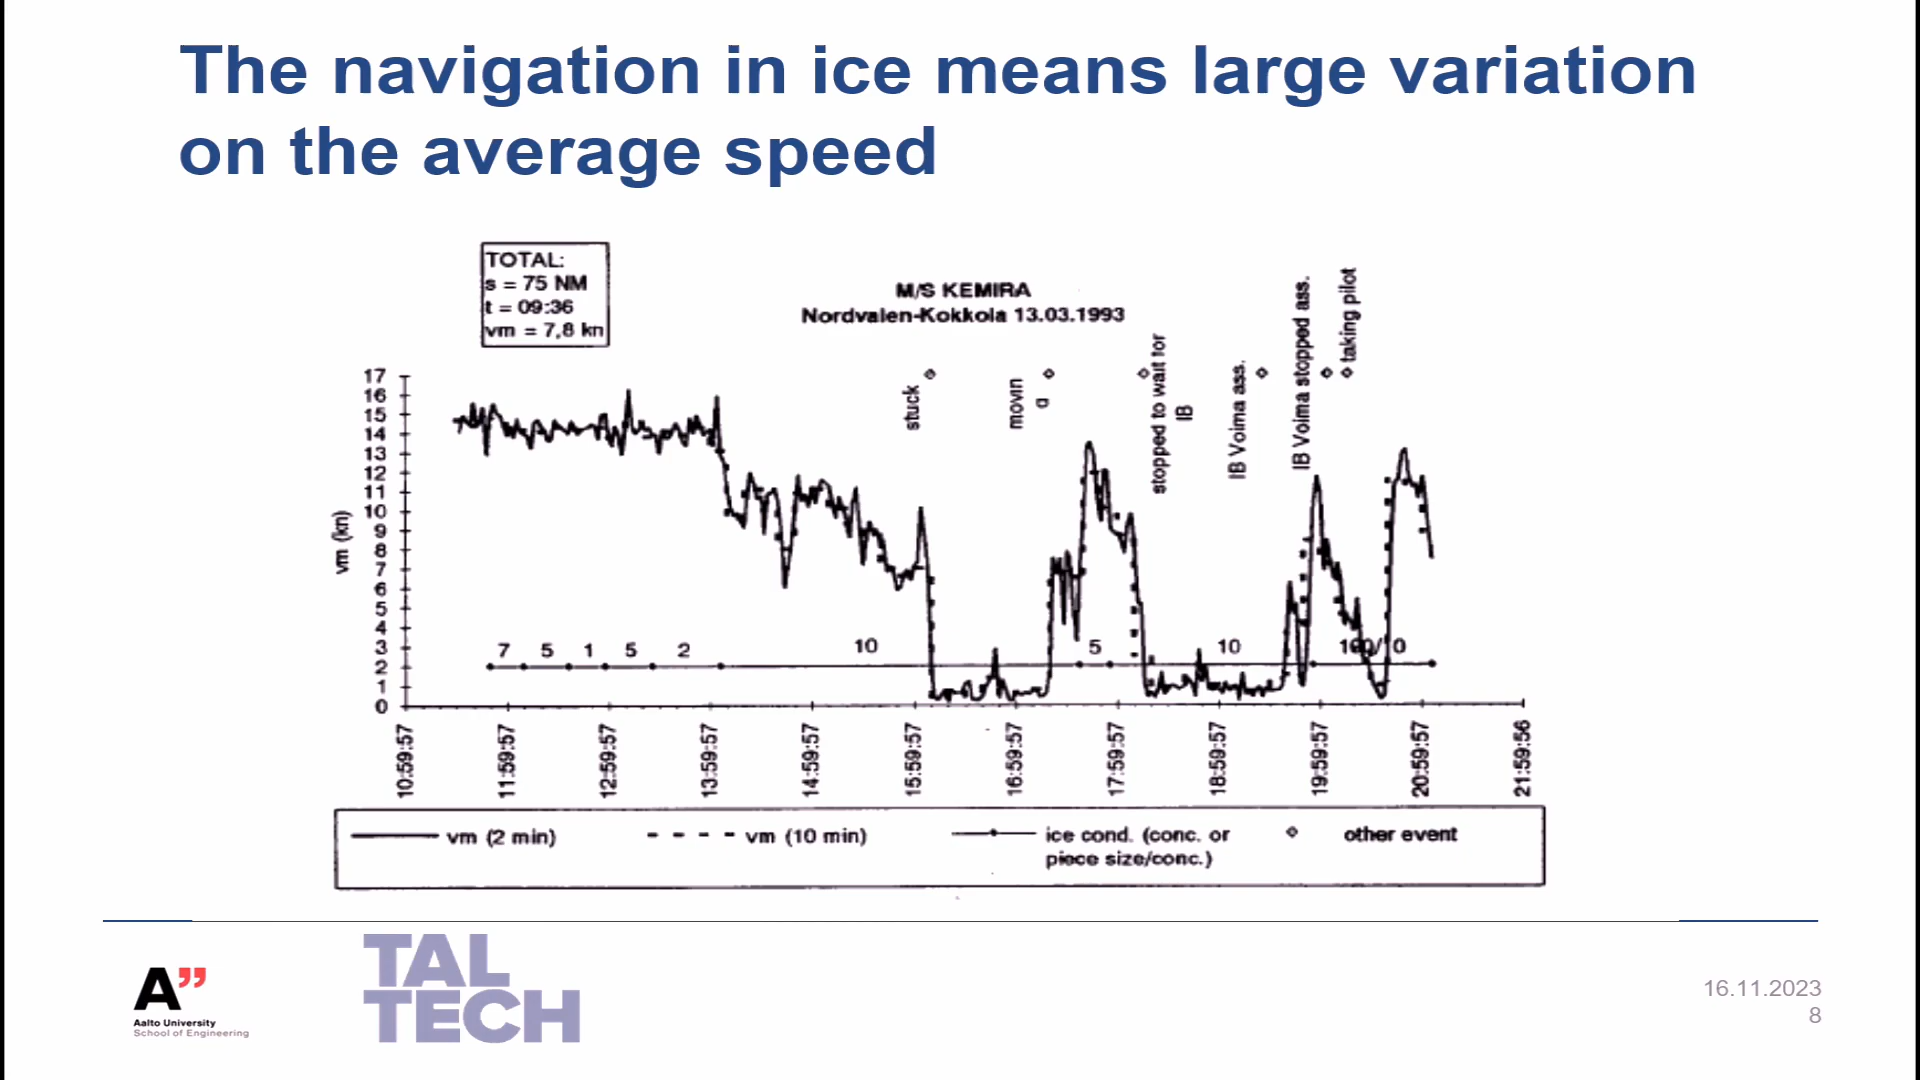 The navigation in ice means large variation
on the average speed
TOTAL:
s = 75 NM
t = 09:36
vm = 7,8 kn
M/S KEMIRA
Nordvalen-Kokkola 13.03.1993
stuck
movin
g
stopped to wait for
IB
IB Voima ass.
IB Voima stopped ass.
taking pilot
vm (kn)
17
16
15
14
13
12
11
10
9
8
7
6
5
4
3
2
1
0
7 5 1 5 2 10 5 10
10:59:57
11:59:57
12:59:57
13:59:57
14:59:57
15:59:57
16:59:57
17:59:57
18:59:57
19:59:57
20:59:57
21:59:56
vm (2 min)
vm (10 min)
ice cond. (conc. or
piece size/conc.)
other event
A”
Aalto University
School of Engineering
TAL
TECH
16.11.2023
8